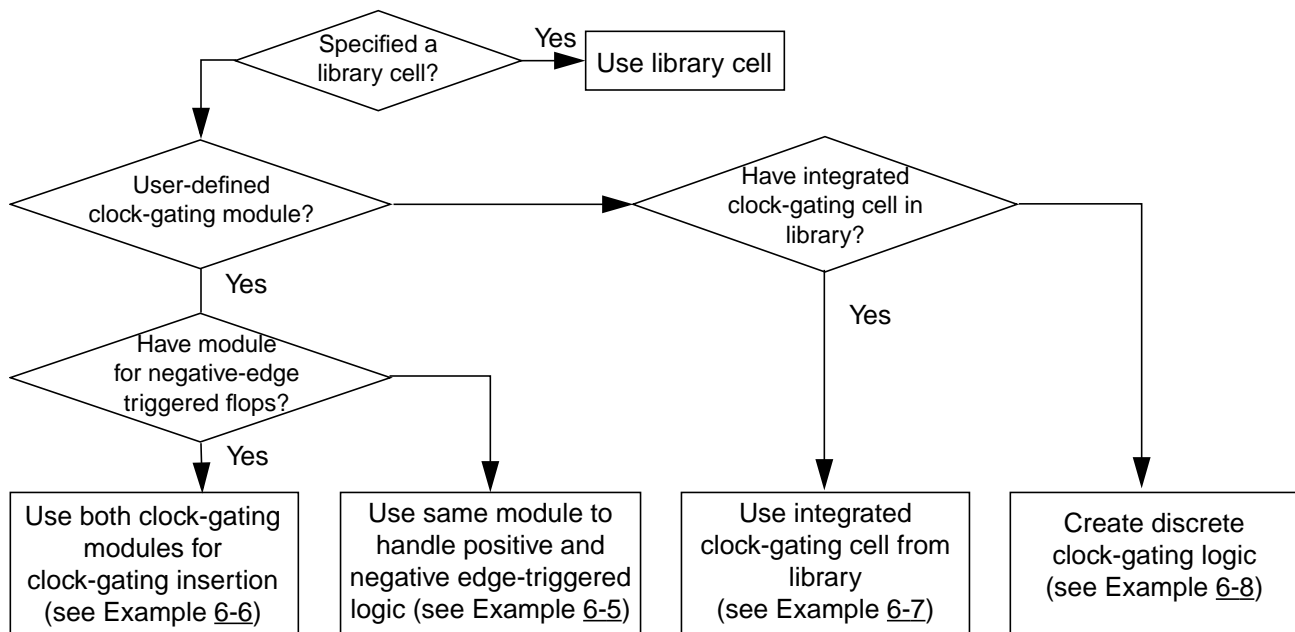 Specified a
library cell?
Yes
Use library cell
User-defined
clock-gating module?
Have integrated
clock-gating cell in
library?
Yes
Yes
Have module
for negative-edge
triggered flops?
Yes
Use both clock-gating
modules for
clock-gating insertion
(see Example 6-6)
Use same module to
handle positive and
negative edge-triggered
logic (see Example 6-5)
Use integrated
clock-gating cell from
library
(see Example 6-7)
Create discrete
clock-gating logic
(see Example 6-8)